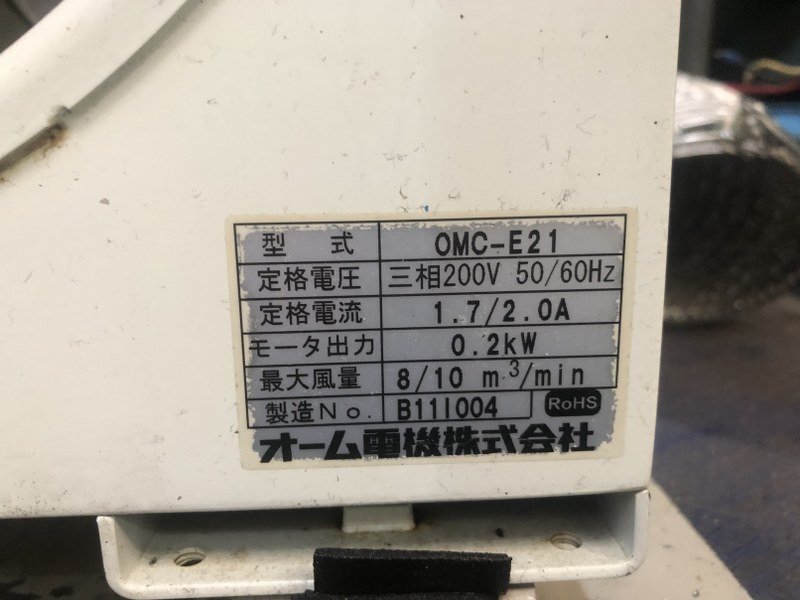 型 式 OMC-E21
定格電圧 三相200V 50/60Hz
定格電流 1.7/2.0A
モータ出力 0.2kW
最大風量 8/10 m³/min
製造No. B11I004 RoHS
オーム電機株式会社